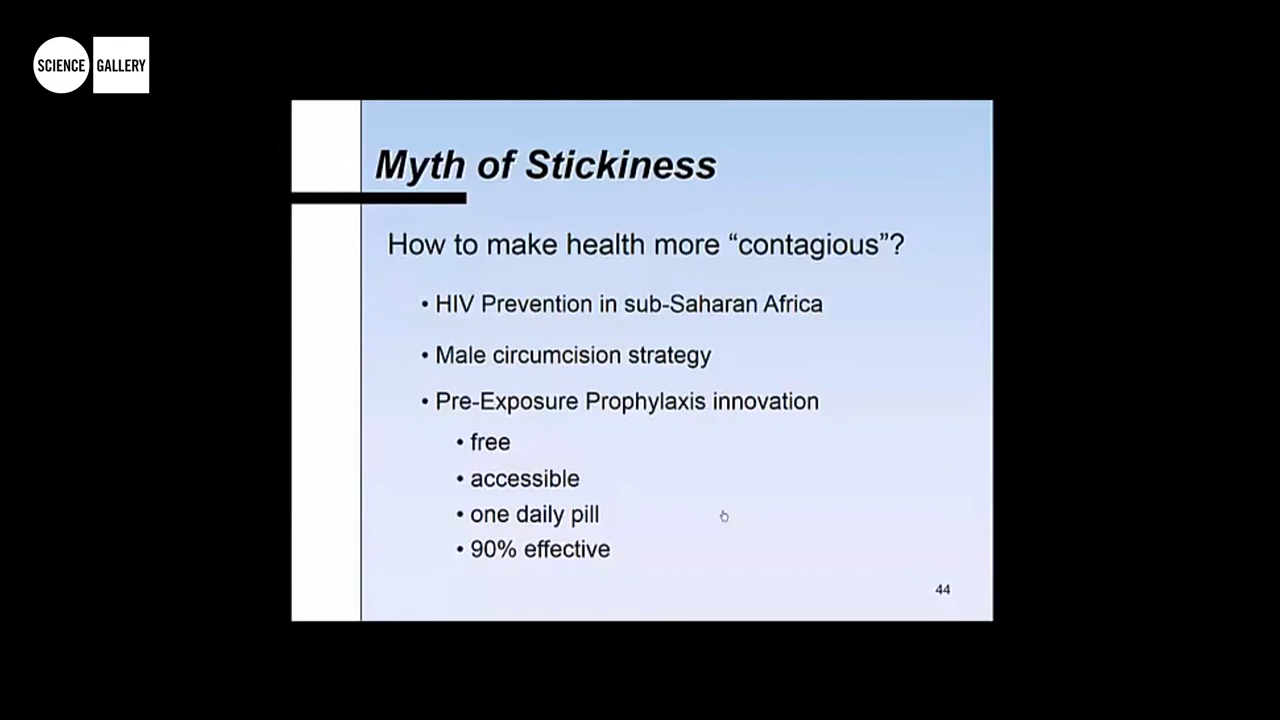 SCIENCE GALLERY
Myth of Stickiness
How to make health more “contagious”?
• HIV Prevention in sub-Saharan Africa
• Male circumcision strategy
• Pre-Exposure Prophylaxis innovation
• free
• accessible
• one daily pill
• 90% effective
44